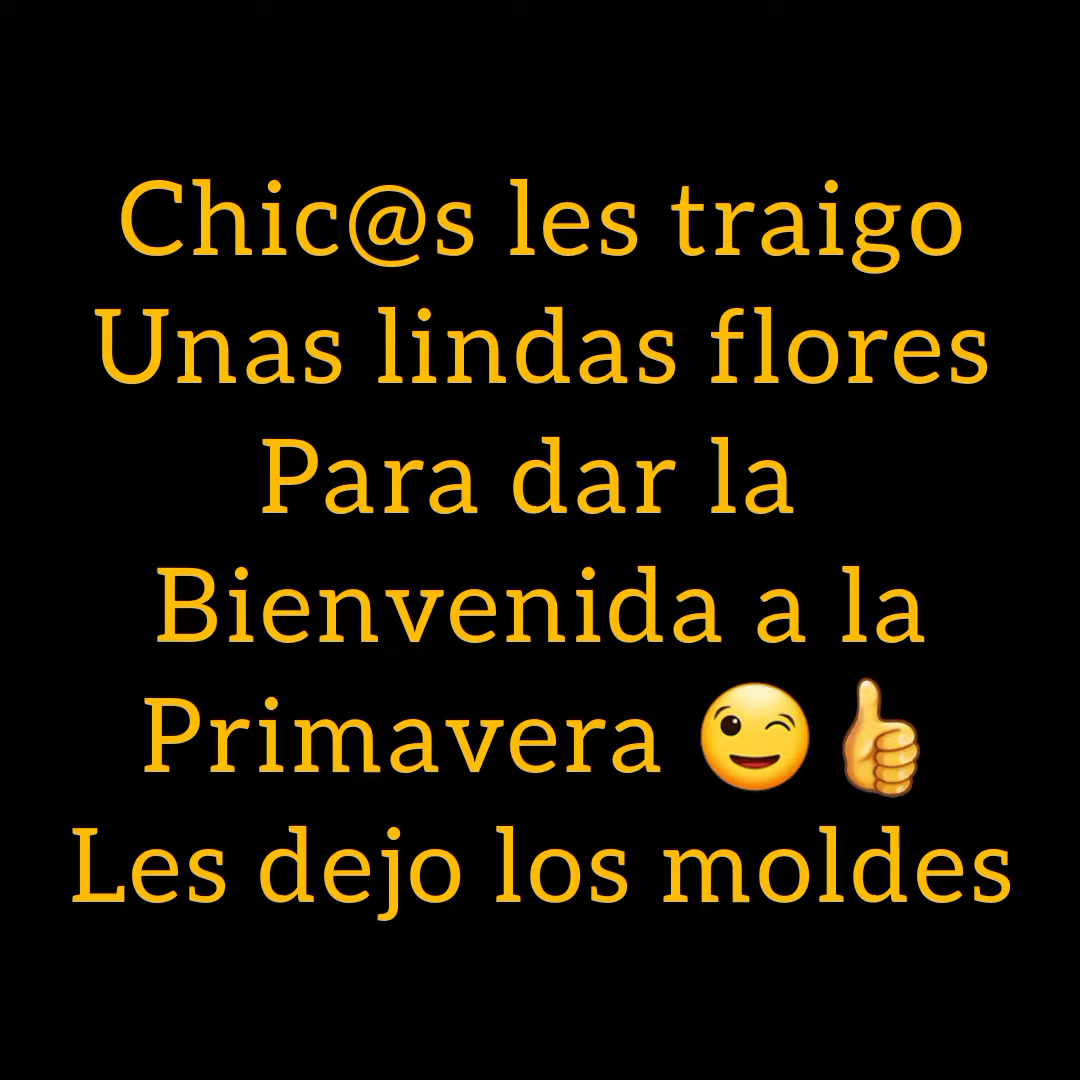 Chic@s les traigo
Unas lindas flores
Para dar la
Bienvenida a la
Primavera 😉👍
Les dejo los moldes